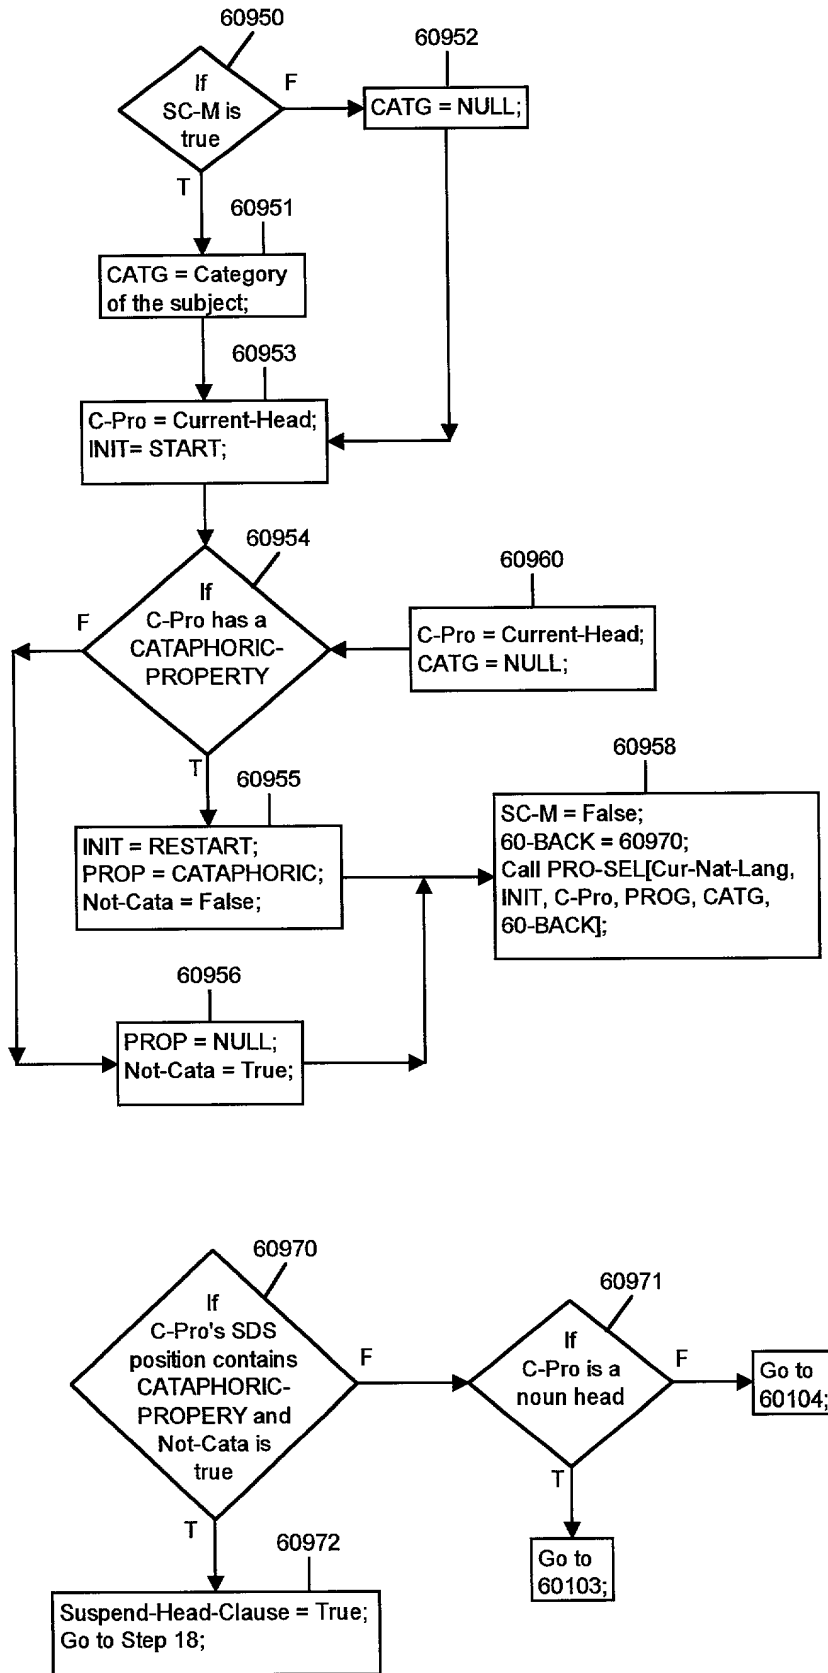 60950
If
SC-M is
true
F
T
60952
CATG = NULL;
60951
CATG = Category
of the subject;
60953
C-Pro = Current-Head;
INIT= START;
60954
If
C-Pro has a
CATAPHORIC-
PROPERTY
F
T
60960
C-Pro = Current-Head;
CATG = NULL;
60955
INIT = RESTART;
PROP = CATAPHORIC;
Not-Cata = False;
60958
SC-M = False;
60-BACK = 60970;
Call PRO-SEL[Cur-Nat-Lang,
INIT, C-Pro, PROG, CATG,
60-BACK];
60956
PROP = NULL;
Not-Cata = True;
60970
If
C-Pro's SDS
position contains
CATAPHORIC-
PROPERY and
Not-Cata is
true
F
T
60971
If
C-Pro is a
noun head
F
T
Go to
60104;
Go to
60103;
60972
Suspend-Head-Clause = True;
Go to Step 18;